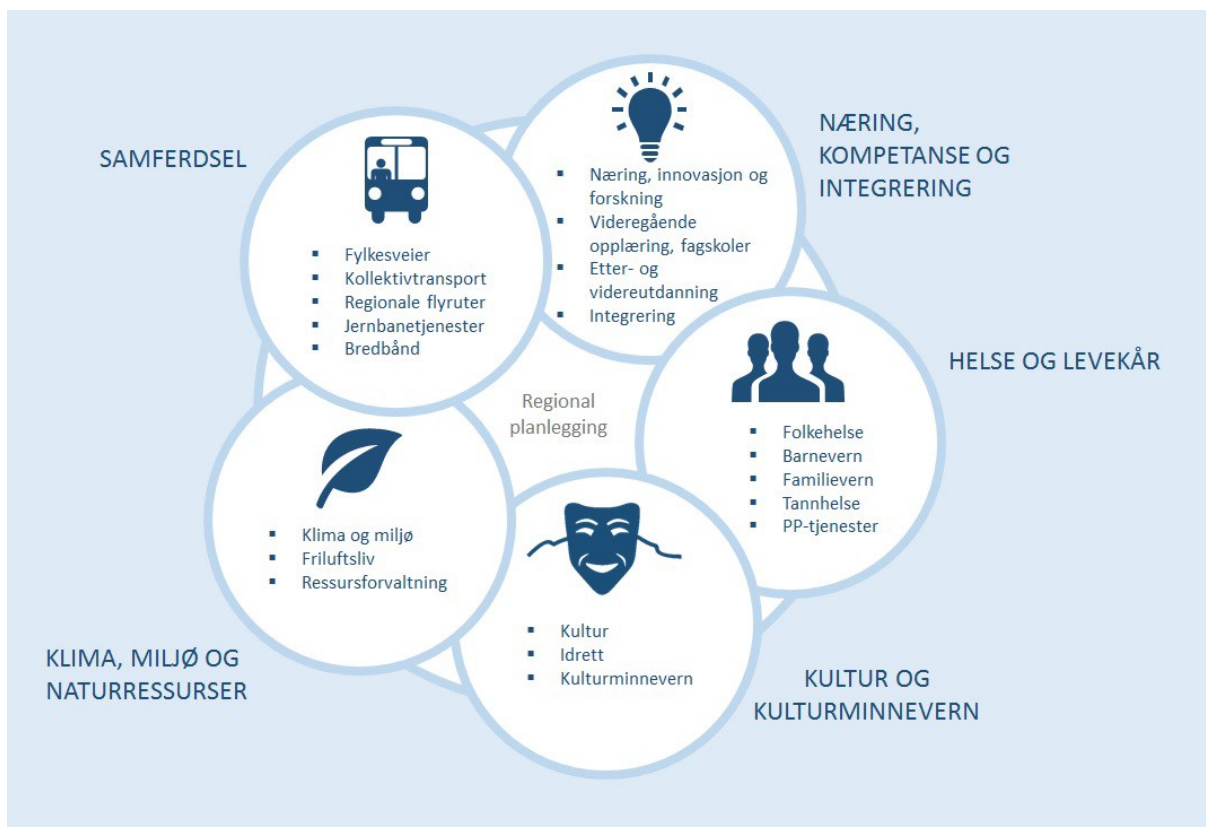 SAMFERDSEL
▪ Fylkesveier
▪ Kollektivtransport
▪ Regionale flyruter
▪ Jernbanetjenester
▪ Bredbånd
NÆRING,
KOMPETANSE OG
INTEGRERING
▪ Næring, innovasjon og
forskning
▪ Videregående
opplæring, fagskoler
▪ Etter- og
videreutdanning
▪ Integrering
HELSE OG LEVEKÅR
▪ Folkehelse
▪ Barnevern
▪ Familievern
▪ Tannhelse
▪ PP-tjenester
Regional
planlegging
▪ Klima og miljø
▪ Friluftsliv
▪ Ressursforvaltning
KLIMA, MILJØ OG
NATURRESSURSER
▪ Kultur
▪ Idrett
▪ Kulturminnevern
KULTUR OG
KULTURMINNEVERN